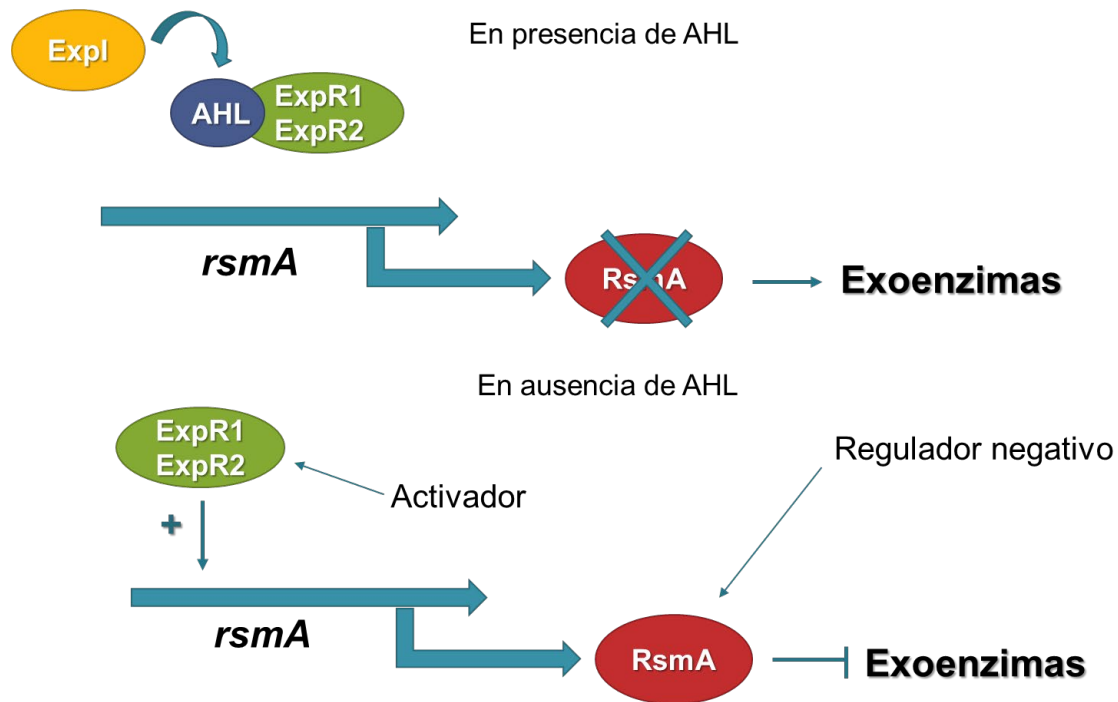 En presencia de AHL
ExpI
AHL
ExpR1
ExpR2
rsmA
RsmA
Exoenzimas
En ausencia de AHL
ExpR1
ExpR2
Regulador negativo
Activador
+
rsmA
RsmA
Exoenzimas